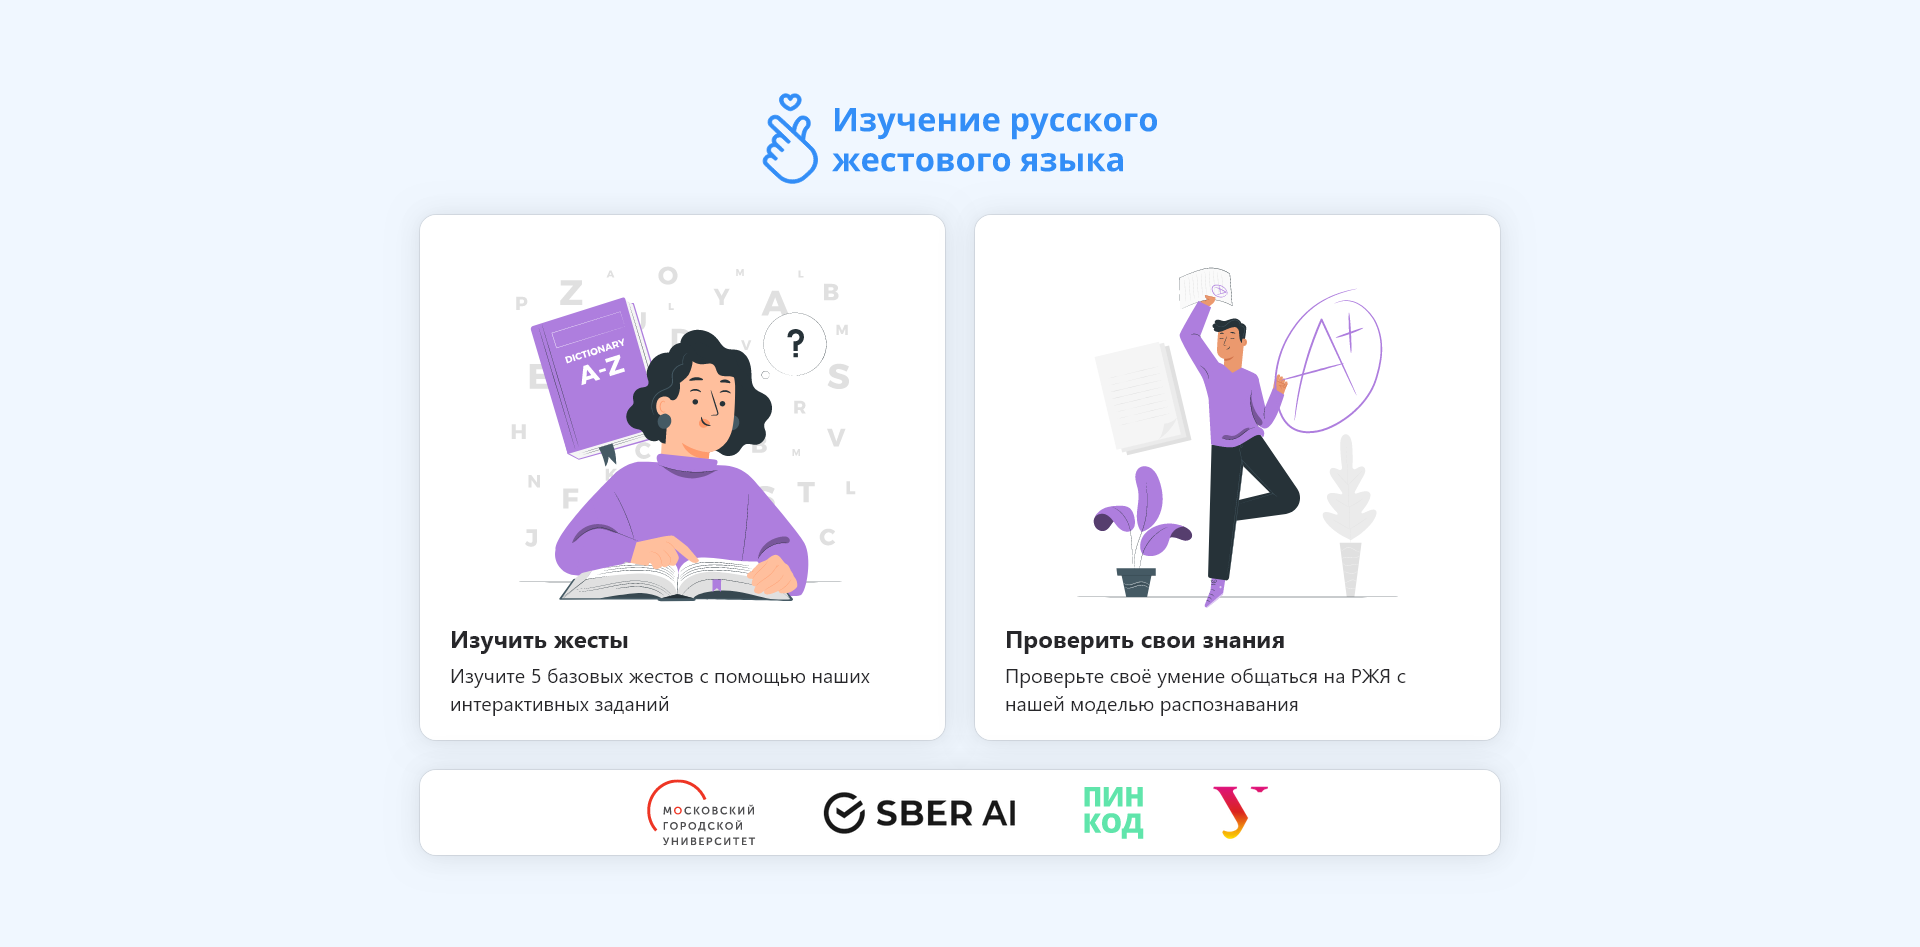 Изучение русского
жестового языка
P
Z
A
O
L
M
Y
A
L
B
M
V
?
E
S
DICTIONARY
A-Z
R
H
C
B
M
V
N
F
K
T
L
J
C
Изучить жесты
Изучите 5 базовых жестов с помощью наших
интерактивных заданий
A+
Проверить свои знания
Проверьте своё умение общаться на РЖЯ с
нашей моделью распознавания
МОСКОВСКИЙ
ГОРОДСКОЙ
УНИВЕРСИТЕТ
SBER AI
ПИН
КОД
У